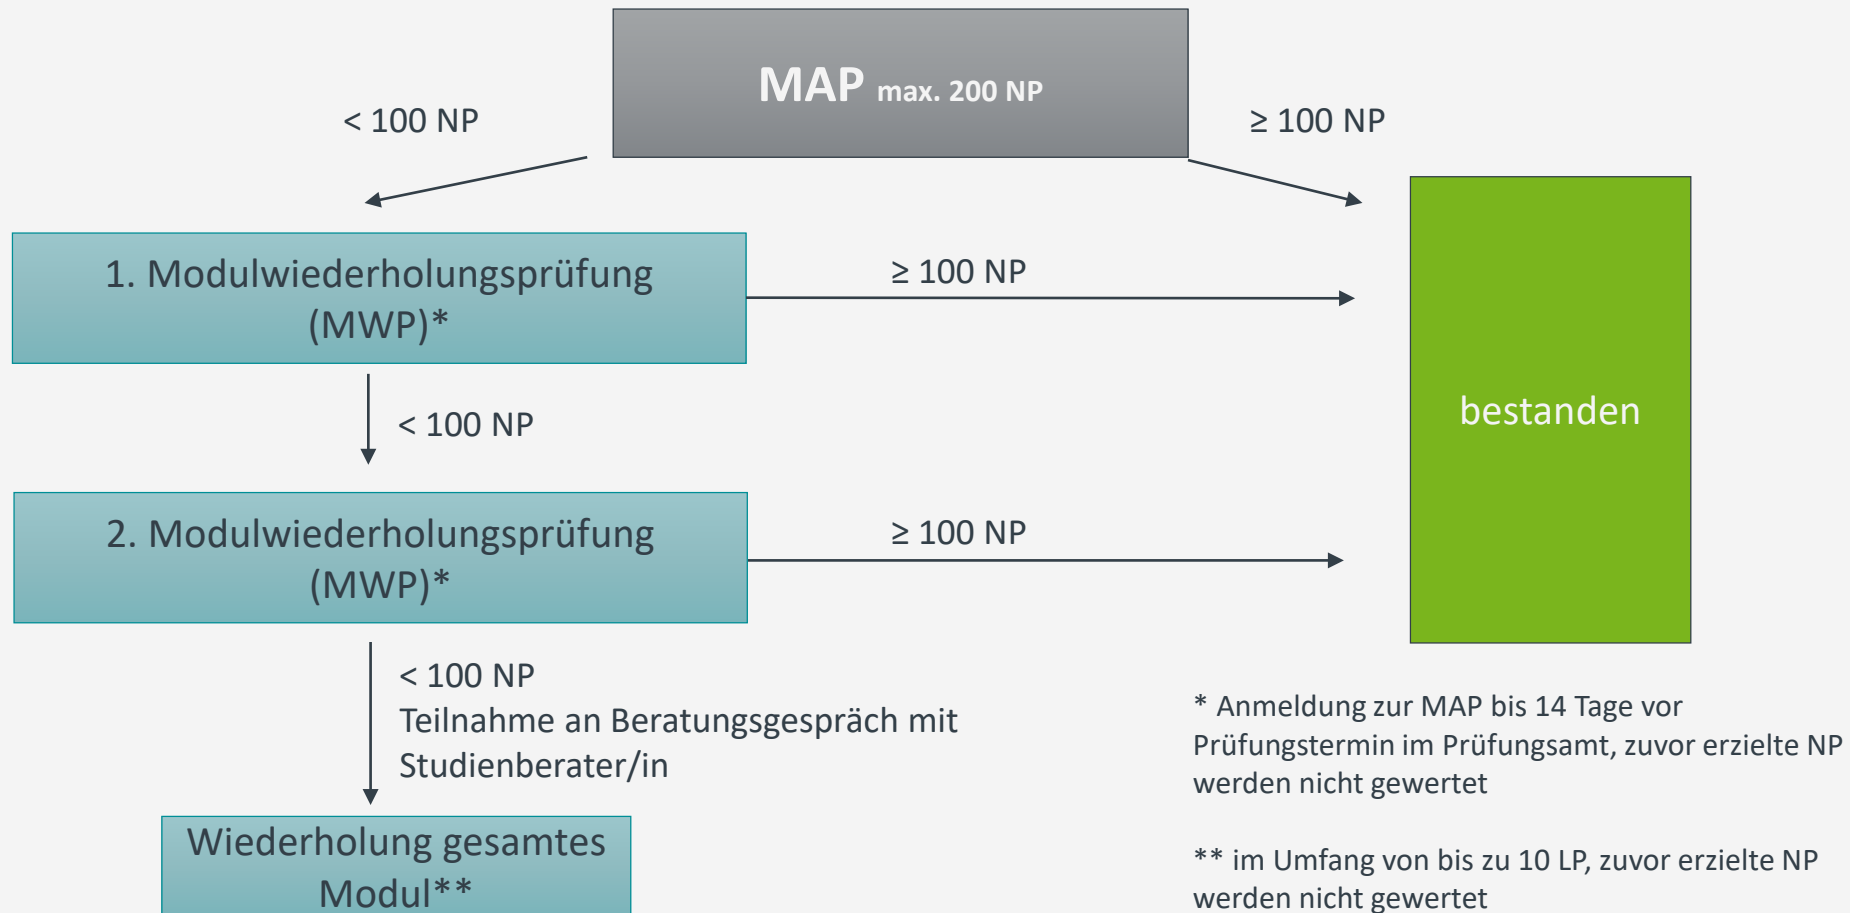 MAP max. 200 NP
< 100 NP
≥ 100 NP
1. Modulwiederholungsprüfung
(MWP)*
≥ 100 NP
< 100 NP
bestanden
2. Modulwiederholungsprüfung
(MWP)*
≥ 100 NP
< 100 NP
Teilnahme an Beratungsgespräch mit
Studienberater/in
* Anmeldung zur MAP bis 14 Tage vor
Prüfungstermin im Prüfungsamt, zuvor erzielte NP
werden nicht gewertet
Wiederholung gesamtes
Modul**
** im Umfang von bis zu 10 LP, zuvor erzielte NP
werden nicht gewertet